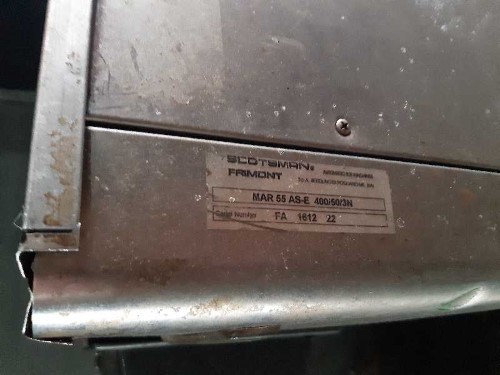 SCOTSMAN
FRIMONT
MAR 55 AS-E 400/50/3N
Serial Number FA 1612 22